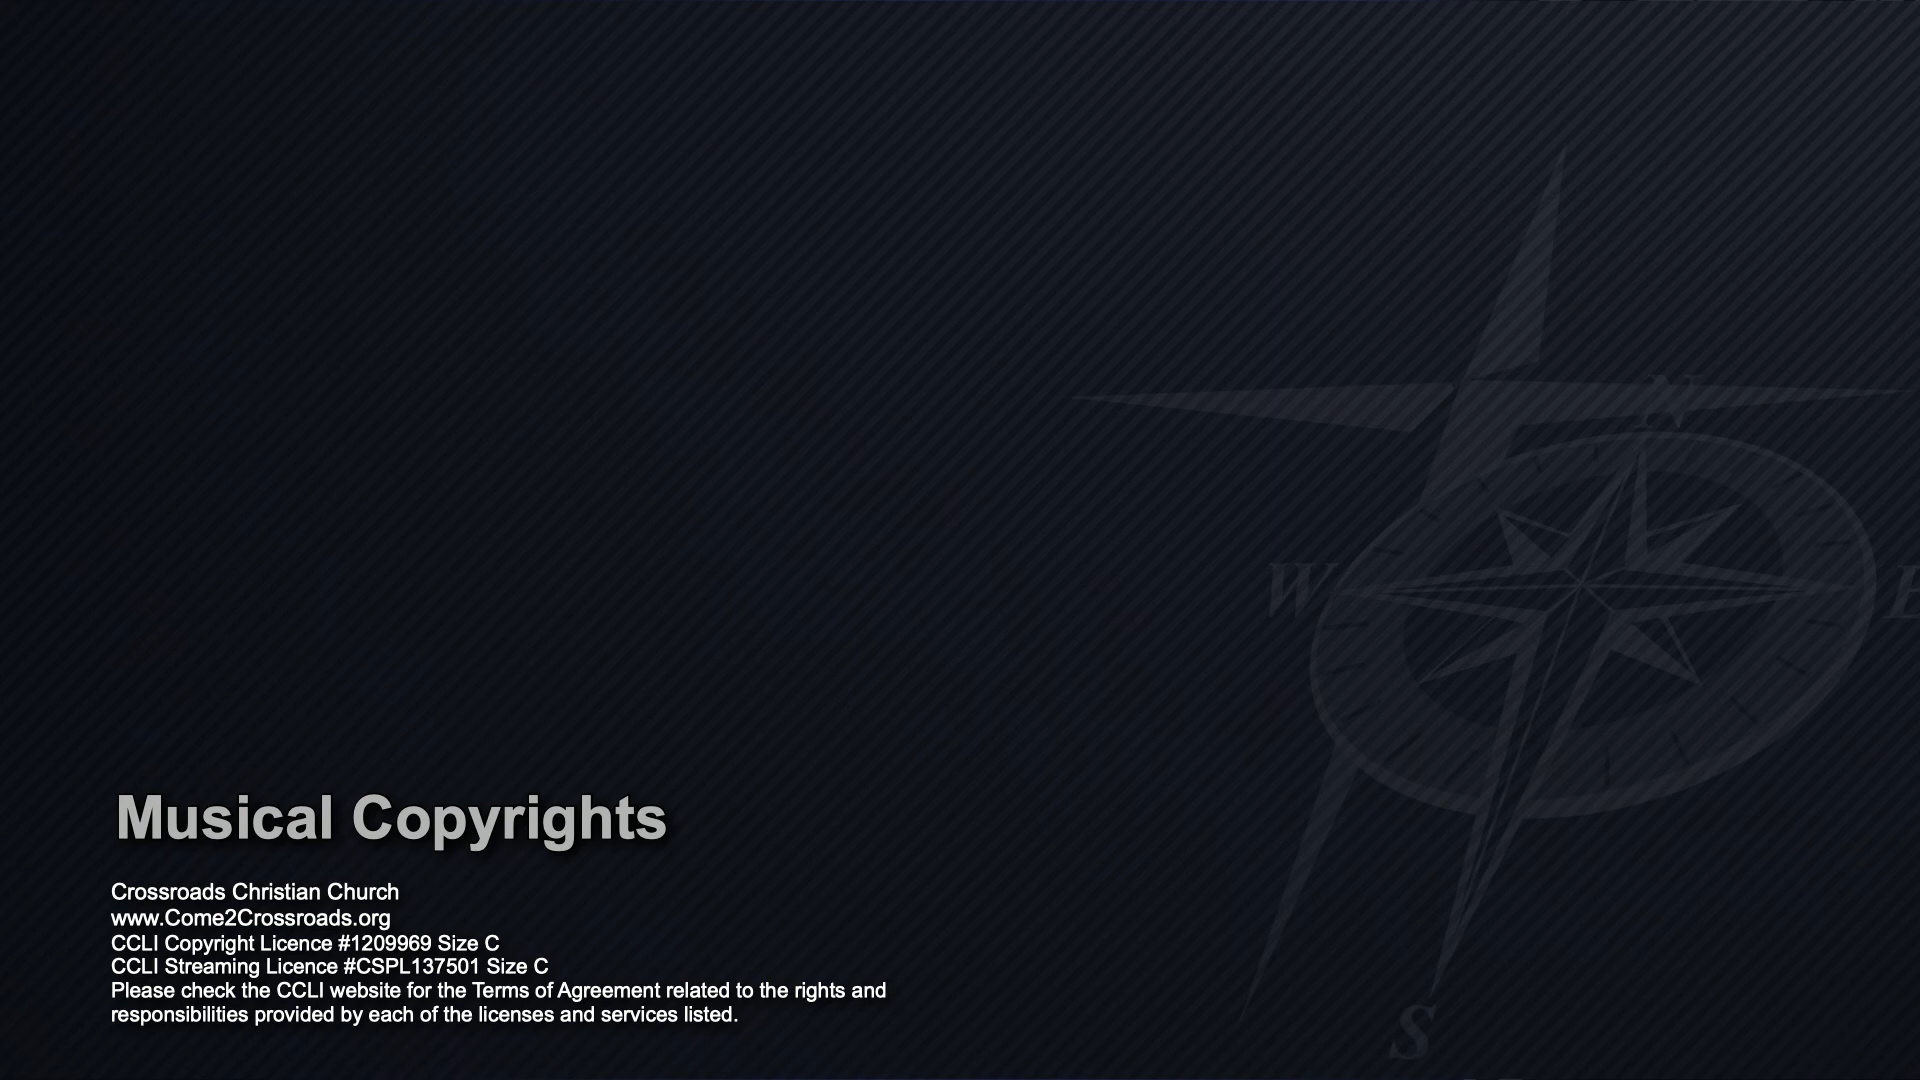 N
W
E
Musical Copyrights
Crossroads Christian Church
www.Come2Crossroads.org
CCLI Copyright Licence #1209969 Size C
CCLI Streaming Licence #CSPL137501 Size C
Please check the CCLI website for the Terms of Agreement related to the rights and
responsibilities provided by each of the licenses and services listed.
S